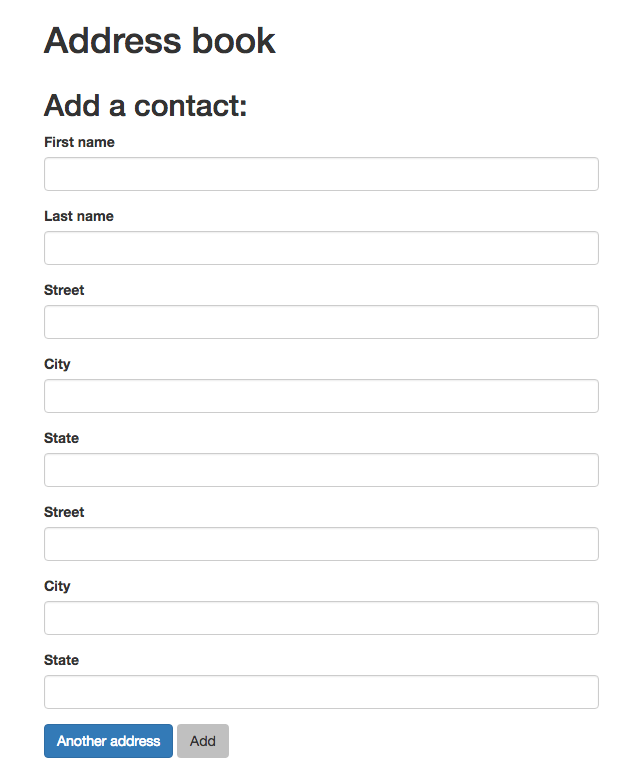 Address book
Add a contact:
First name
Last name
Street
City
State
Street
City
State
Another address Add